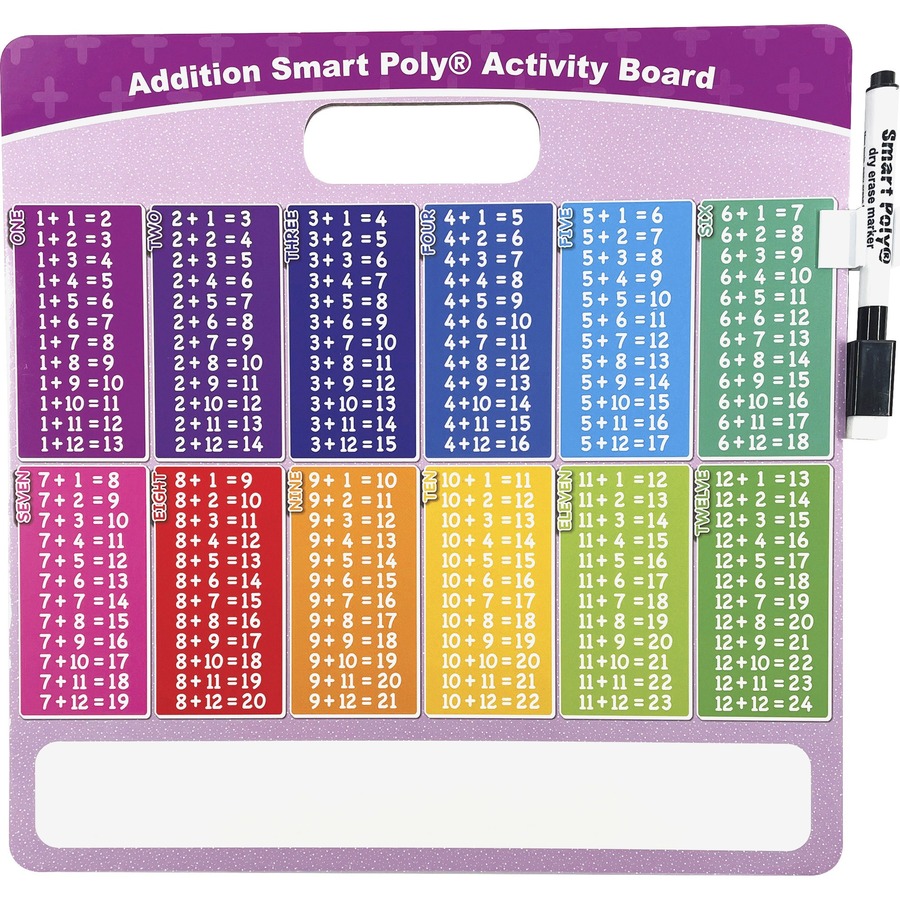 Addition Smart Poly® Activity Board
ONE
1 + 1 = 2
1 + 2 = 3
1 + 3 = 4
1 + 4 = 5
1 + 5 = 6
1 + 6 = 7
1 + 7 = 8
1 + 8 = 9
1 + 9 = 10
1 + 10 = 11
1 + 11 = 12
1 + 12 = 13
TWO
2 + 1 = 3
2 + 2 = 4
2 + 3 = 5
2 + 4 = 6
2 + 5 = 7
2 + 6 = 8
2 + 7 = 9
2 + 8 = 10
2 + 9 = 11
2 + 10 = 12
2 + 11 = 13
2 + 12 = 14
THREE
3 + 1 = 4
3 + 2 = 5
3 + 3 = 6
3 + 4 = 7
3 + 5 = 8
3 + 6 = 9
3 + 7 = 10
3 + 8 = 11
3 + 9 = 12
3 + 10 = 13
3 + 11 = 14
3 + 12 = 15
FOUR
4 + 1 = 5
4 + 2 = 6
4 + 3 = 7
4 + 4 = 8
4 + 5 = 9
4 + 6 = 10
4 + 7 = 11
4 + 8 = 12
4 + 9 = 13
4 + 10 = 14
4 + 11 = 15
4 + 12 = 16
FIVE
5 + 1 = 6
5 + 2 = 7
5 + 3 = 8
5 + 4 = 9
5 + 5 = 10
5 + 6 = 11
5 + 7 = 12
5 + 8 = 13
5 + 9 = 14
5 + 10 = 15
5 + 11 = 16
5 + 12 = 17
SIX
6 + 1 = 7
6 + 2 = 8
6 + 3 = 9
6 + 4 = 10
6 + 5 = 11
6 + 6 = 12
6 + 7 = 13
6 + 8 = 14
6 + 9 = 15
6 + 10 = 16
6 + 11 = 17
6 + 12 = 18
SEVEN
7 + 1 = 8
7 + 2 = 9
7 + 3 = 10
7 + 4 = 11
7 + 5 = 12
7 + 6 = 13
7 + 7 = 14
7 + 8 = 15
7 + 9 = 16
7 + 10 = 17
7 + 11 = 18
7 + 12 = 19
EIGHT
8 + 1 = 9
8 + 2 = 10
8 + 3 = 11
8 + 4 = 12
8 + 5 = 13
8 + 6 = 14
8 + 7 = 15
8 + 8 = 16
8 + 9 = 17
8 + 10 = 18
8 + 11 = 19
8 + 12 = 20
NINE
9 + 1 = 10
9 + 2 = 11
9 + 3 = 12
9 + 4 = 13
9 + 5 = 14
9 + 6 = 15
9 + 7 = 16
9 + 8 = 17
9 + 9 = 18
9 + 10 = 19
9 + 11 = 20
9 + 12 = 21
TEN
10 + 1 = 11
10 + 2 = 12
10 + 3 = 13
10 + 4 = 14
10 + 5 = 15
10 + 6 = 16
10 + 7 = 17
10 + 8 = 18
10 + 9 = 19
10 + 10 = 20
10 + 11 = 21
10 + 12 = 22
ELEVEN
11 + 1 = 12
11 + 2 = 13
11 + 3 = 14
11 + 4 = 15
11 + 5 = 16
11 + 6 = 17
11 + 7 = 18
11 + 8 = 19
11 + 9 = 20
11 + 10 = 21
11 + 11 = 22
11 + 12 = 23
TWELVE
12 + 1 = 13
12 + 2 = 14
12 + 3 = 15
12 + 4 = 16
12 + 5 = 17
12 + 6 = 18
12 + 7 = 19
12 + 8 = 20
12 + 9 = 21
12 + 10 = 22
12 + 11 = 23
12 + 12 = 24
Smart Poly®
dry erase marker